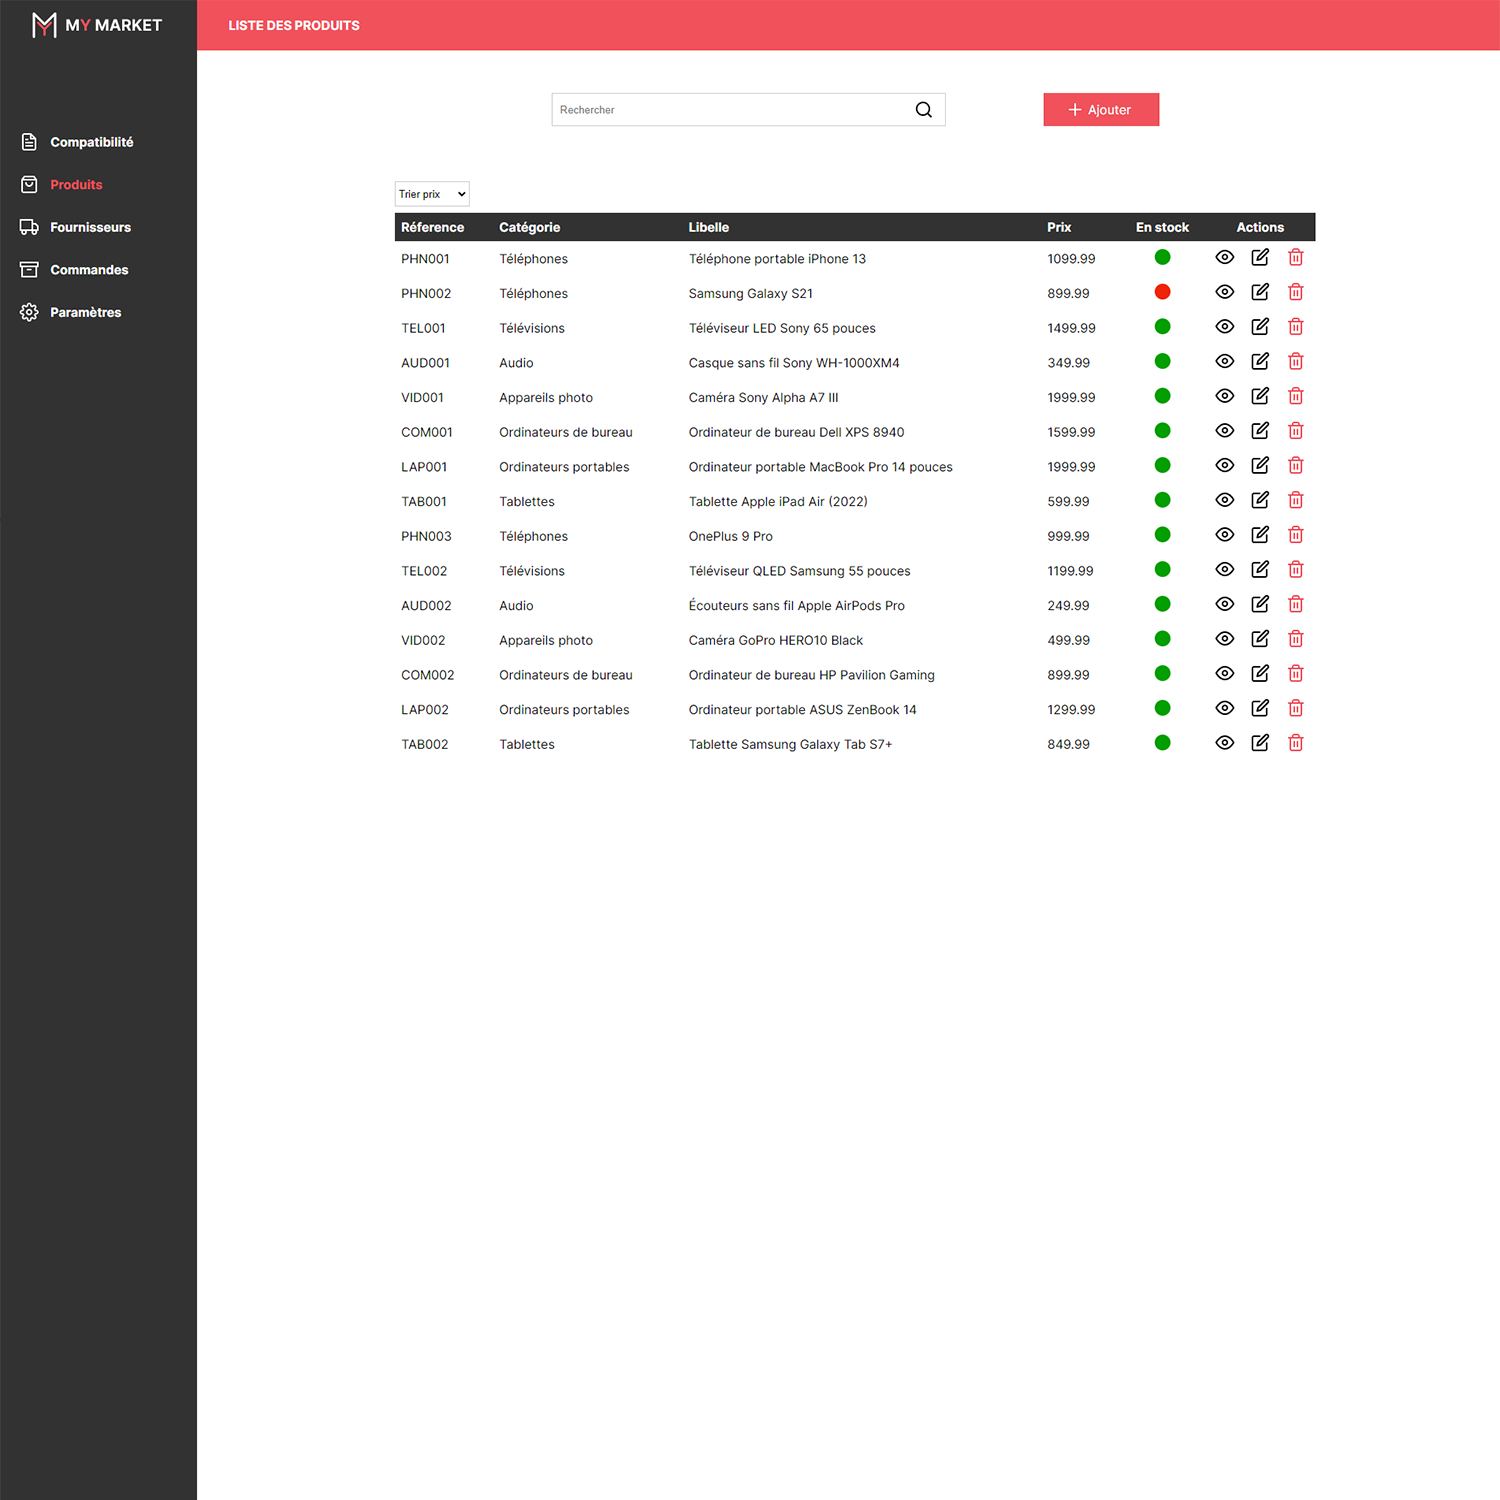 MY MARKET
LISTE DES PRODUITS
Rechercher
Ajouter
Compatibilité
Produits
Fournisseurs
Commandes
Paramètres
Trier prix
Réference Catégorie Libelle Prix En stock Actions
PHN001 Téléphones Téléphone portable iPhone 13 1099.99
PHN002 Téléphones Samsung Galaxy S21 899.99
TEL001 Télévisions Téléviseur LED Sony 65 pouces 1499.99
AUD001 Audio Casque sans fil Sony WH-1000XM4 349.99
VID001 Appareils photo Caméra Sony Alpha A7 III 1999.99
COM001 Ordinateurs de bureau Ordinateur de bureau Dell XPS 8940 1599.99
LAP001 Ordinateurs portables Ordinateur portable MacBook Pro 14 pouces 1999.99
TAB001 Tablettes Tablette Apple iPad Air (2022) 599.99
PHN003 Téléphones OnePlus 9 Pro 999.99
TEL002 Télévisions Téléviseur QLED Samsung 55 pouces 1199.99
AUD002 Audio Écouteurs sans fil Apple AirPods Pro 249.99
VID002 Appareils photo Caméra GoPro HERO10 Black 499.99
COM002 Ordinateurs de bureau Ordinateur de bureau HP Pavilion Gaming 899.99
LAP002 Ordinateurs portables Ordinateur portable ASUS ZenBook 14 1299.99
TAB002 Tablettes Tablette Samsung Galaxy Tab S7+ 849.99